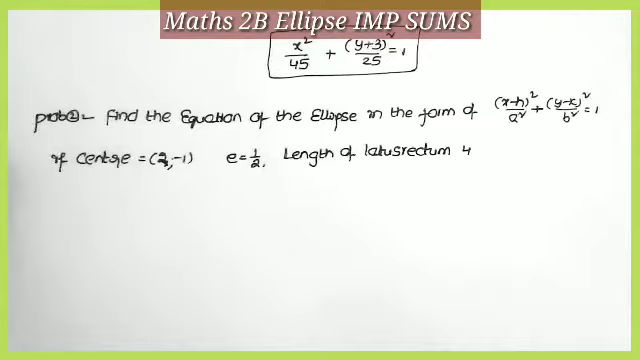 Maths 2B Ellipse IMP SUMS
x²/45 + (y+3)²/25 = 1
prob②- Find the Equation of the Ellipse in the form of (x-h)²/a² + (y-k)²/b² = 1
if centre = (2,-1) e = 1/2, Length of latusrectum 4